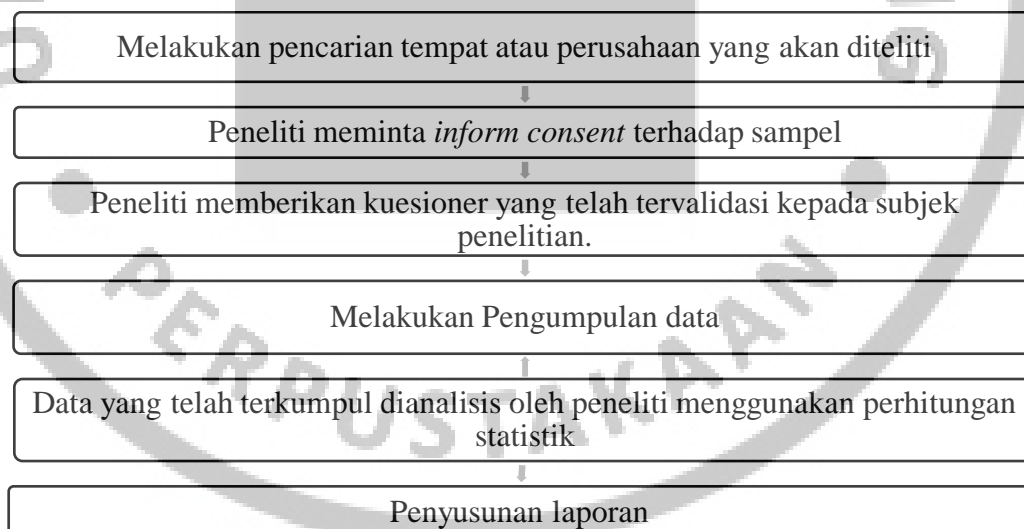 Melakukan pencarian tempat atau perusahaan yang akan diteliti
Peneliti meminta inform consent terhadap sampel
Peneliti memberikan kuesioner yang telah tervalidasi kepada subjek
penelitian.
Melakukan Pengumpulan data
Data yang telah terkumpul dianalisis oleh peneliti menggunakan perhitungan
statistik
Penyusunan laporan
PERPUSTAKAAN